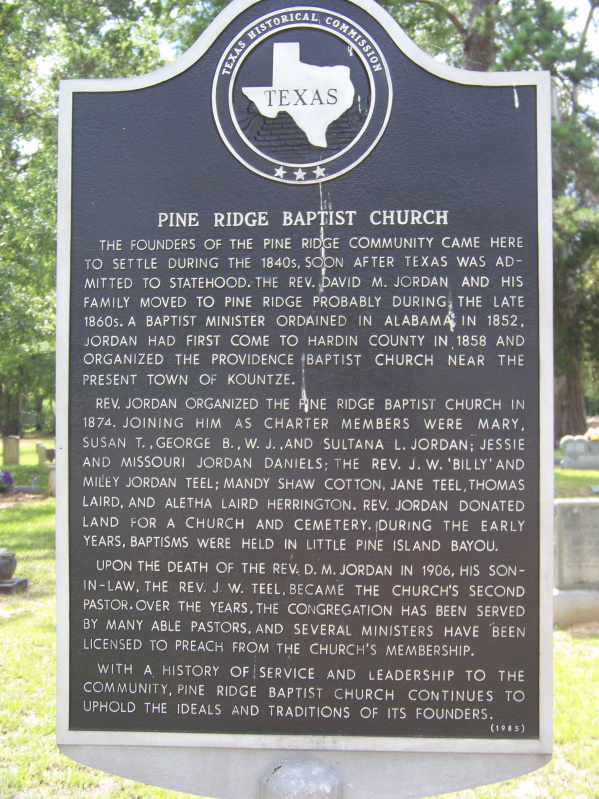 TEXAS HISTORICAL COMMISSION
TEXAS
PINE RIDGE BAPTIST CHURCH
THE FOUNDERS OF THE PINE RIDGE COMMUNITY CAME HERE
TO SETTLE DURING THE 1840s, SOON AFTER TEXAS WAS AD-
MITTED TO STATEHOOD. THE REV. DAVID M. JORDAN AND HIS
FAMILY MOVED TO PINE RIDGE PROBABLY DURING THE LATE
1860s. A BAPTIST MINISTER ORDAINED IN ALABAMA IN 1852,
JORDAN HAD FIRST COME TO HARDIN COUNTY IN 1858 AND
ORGANIZED THE PROVIDENCE BAPTIST CHURCH NEAR THE
PRESENT TOWN OF KOUNTZE.
REV. JORDAN ORGANIZED THE PINE RIDGE BAPTIST CHURCH IN
1874. JOINING HIM AS CHARTER MEMBERS WERE MARY,
SUSAN T., GEORGE B., W. J., AND SULTANA L. JORDAN; JESSIE
AND MISSOURI JORDAN DANIELS; THE REV. J. W. 'BILLY' AND
MILEY JORDAN TEEL; MANDY SHAW COTTON, JANE TEEL, THOMAS
LAIRD, AND ALETHA LAIRD HERRINGTON. REV. JORDAN DONATED
LAND FOR A CHURCH AND CEMETERY. DURING THE EARLY
YEARS, BAPTISMS WERE HELD IN LITTLE PINE ISLAND BAYOU.
UPON THE DEATH OF THE REV. D. M. JORDAN IN 1906, HIS SON-
IN-LAW, THE REV. J. W. TEEL, BECAME THE CHURCH'S SECOND
PASTOR. OVER THE YEARS, THE CONGREGATION HAS BEEN SERVED
BY MANY ABLE PASTORS, AND SEVERAL MINISTERS HAVE BEEN
LICENSED TO PREACH FROM THE CHURCH'S MEMBERSHIP.
WITH A HISTORY OF SERVICE AND LEADERSHIP TO THE
COMMUNITY, PINE RIDGE BAPTIST CHURCH CONTINUES TO
UPHOLD THE IDEALS AND TRADITIONS OF ITS FOUNDERS.
(1985)